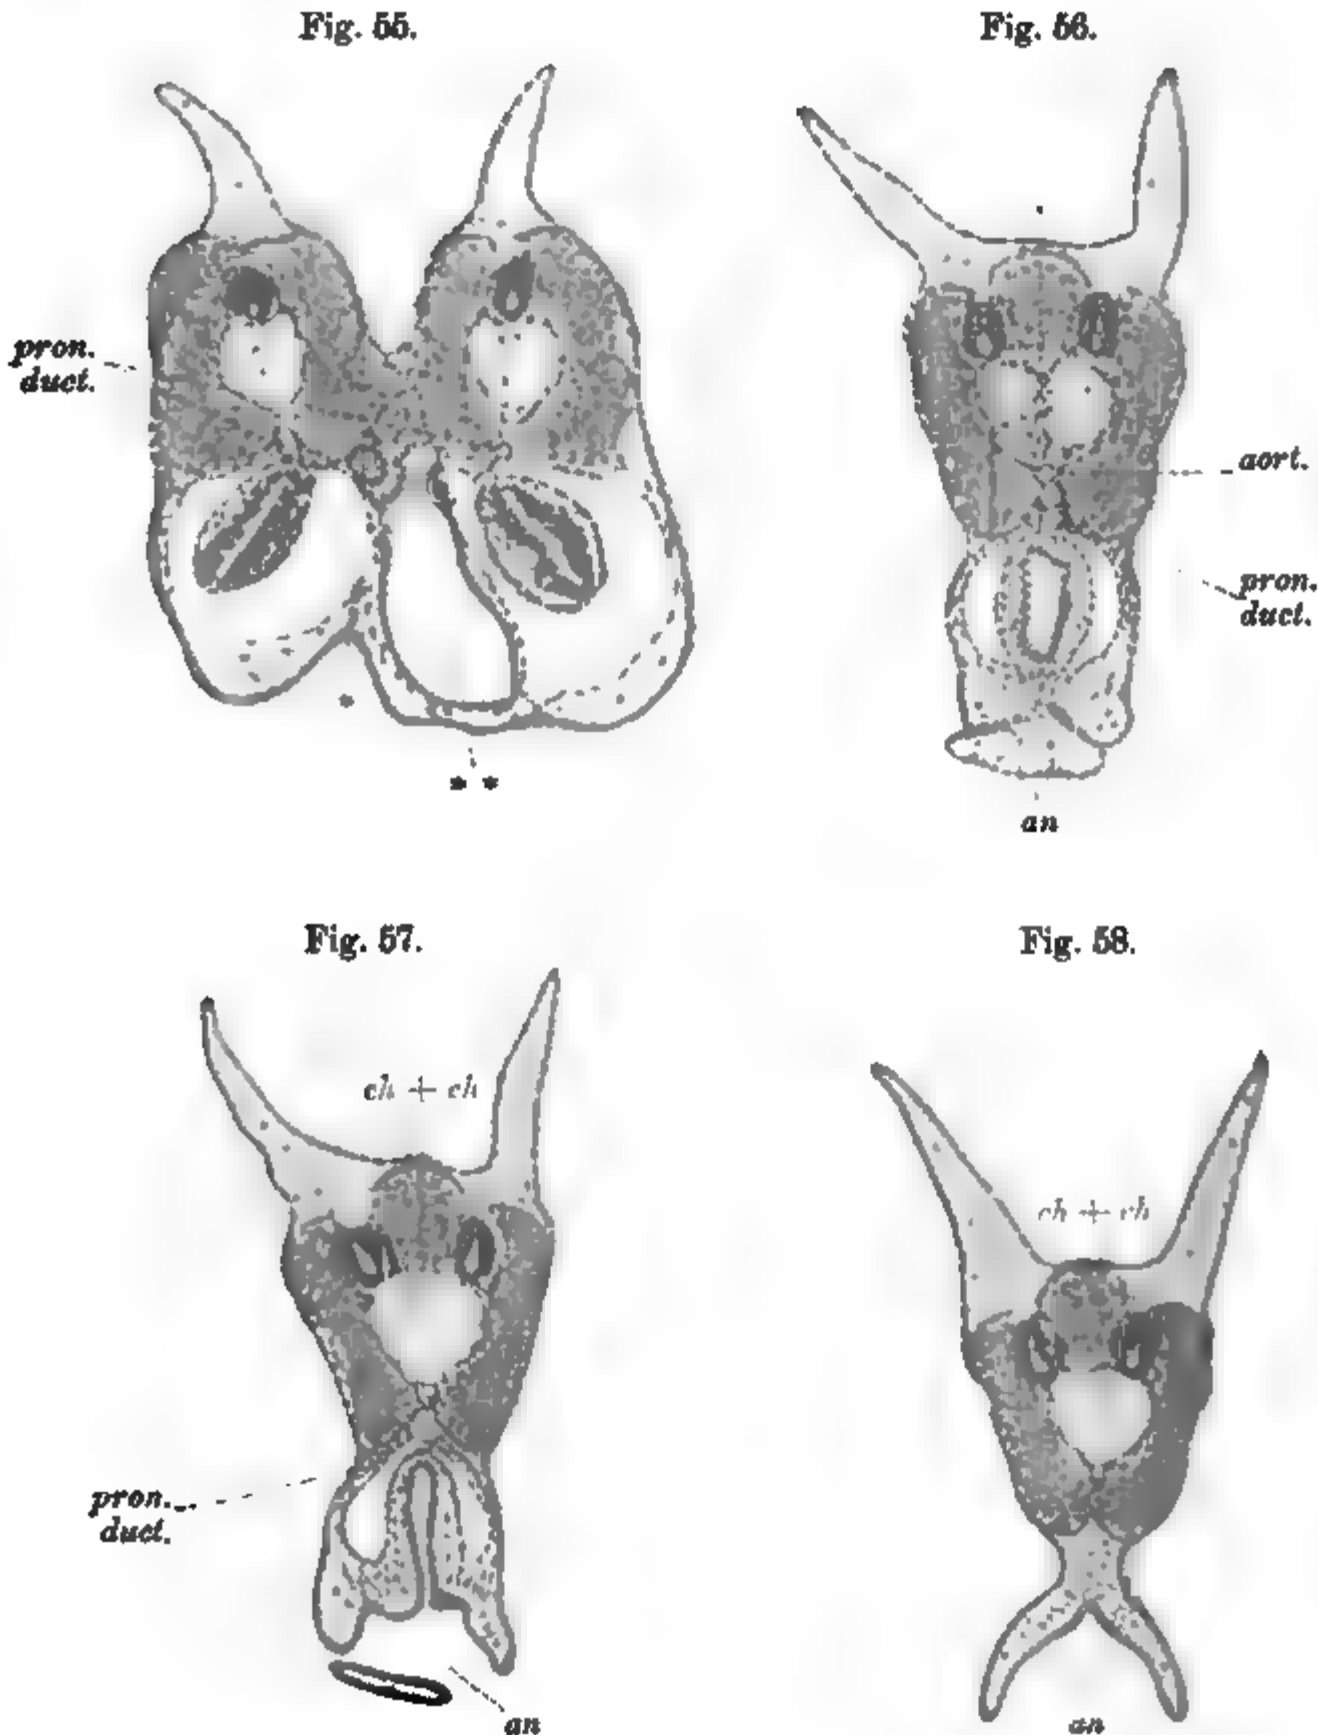 Fig. 55.
Fig. 56.
pron.
duct.
aort.
pron.
duct.
*
* *
an
Fig. 57.
Fig. 58.
ch + ch
ch + ch
pron.
duct.
an
an